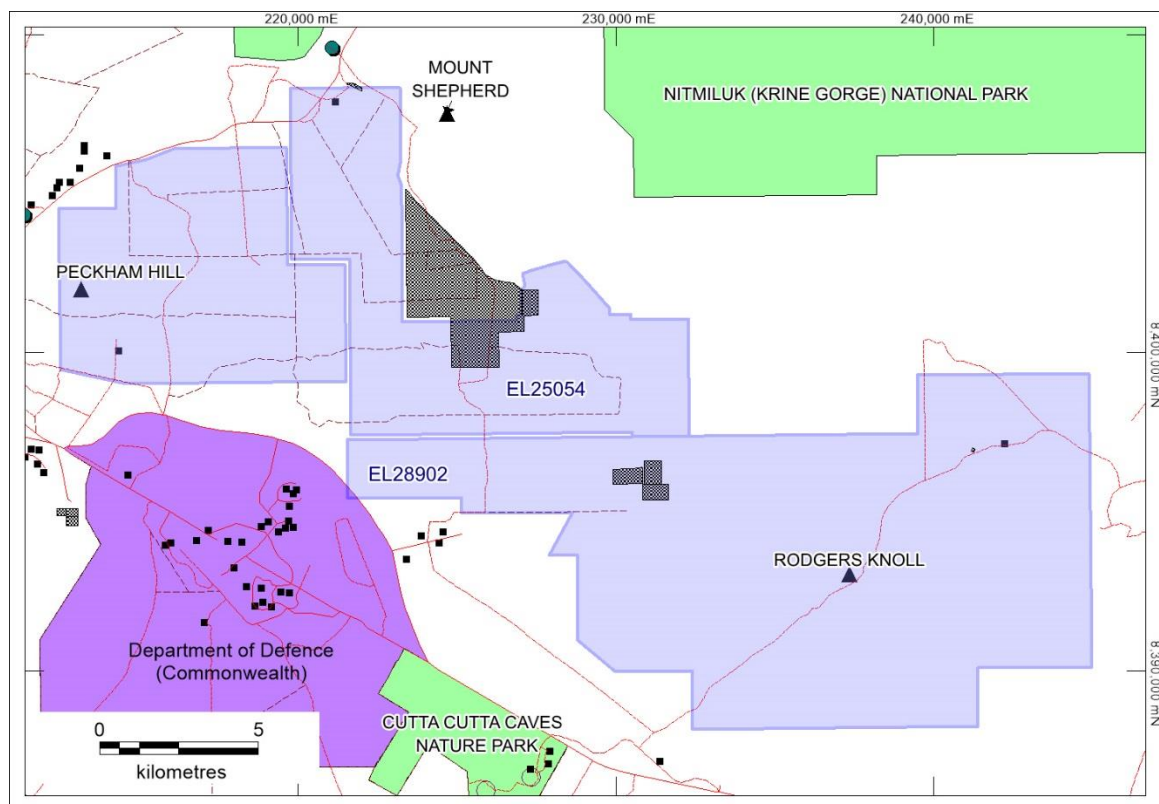 220,000 mE
230,000 mE
240,000 mE
MOUNT
SHEPHERD
NITMILUK (KRINE GORGE) NATIONAL PARK
PECKHAM HILL
8,400,000 mN
EL25054
EL28902
RODGERS KNOLL
Department of Defence
(Commonwealth)
8,390,000 mN
CUTTA CUTTA CAVES
NATURE PARK
0 5
kilometres